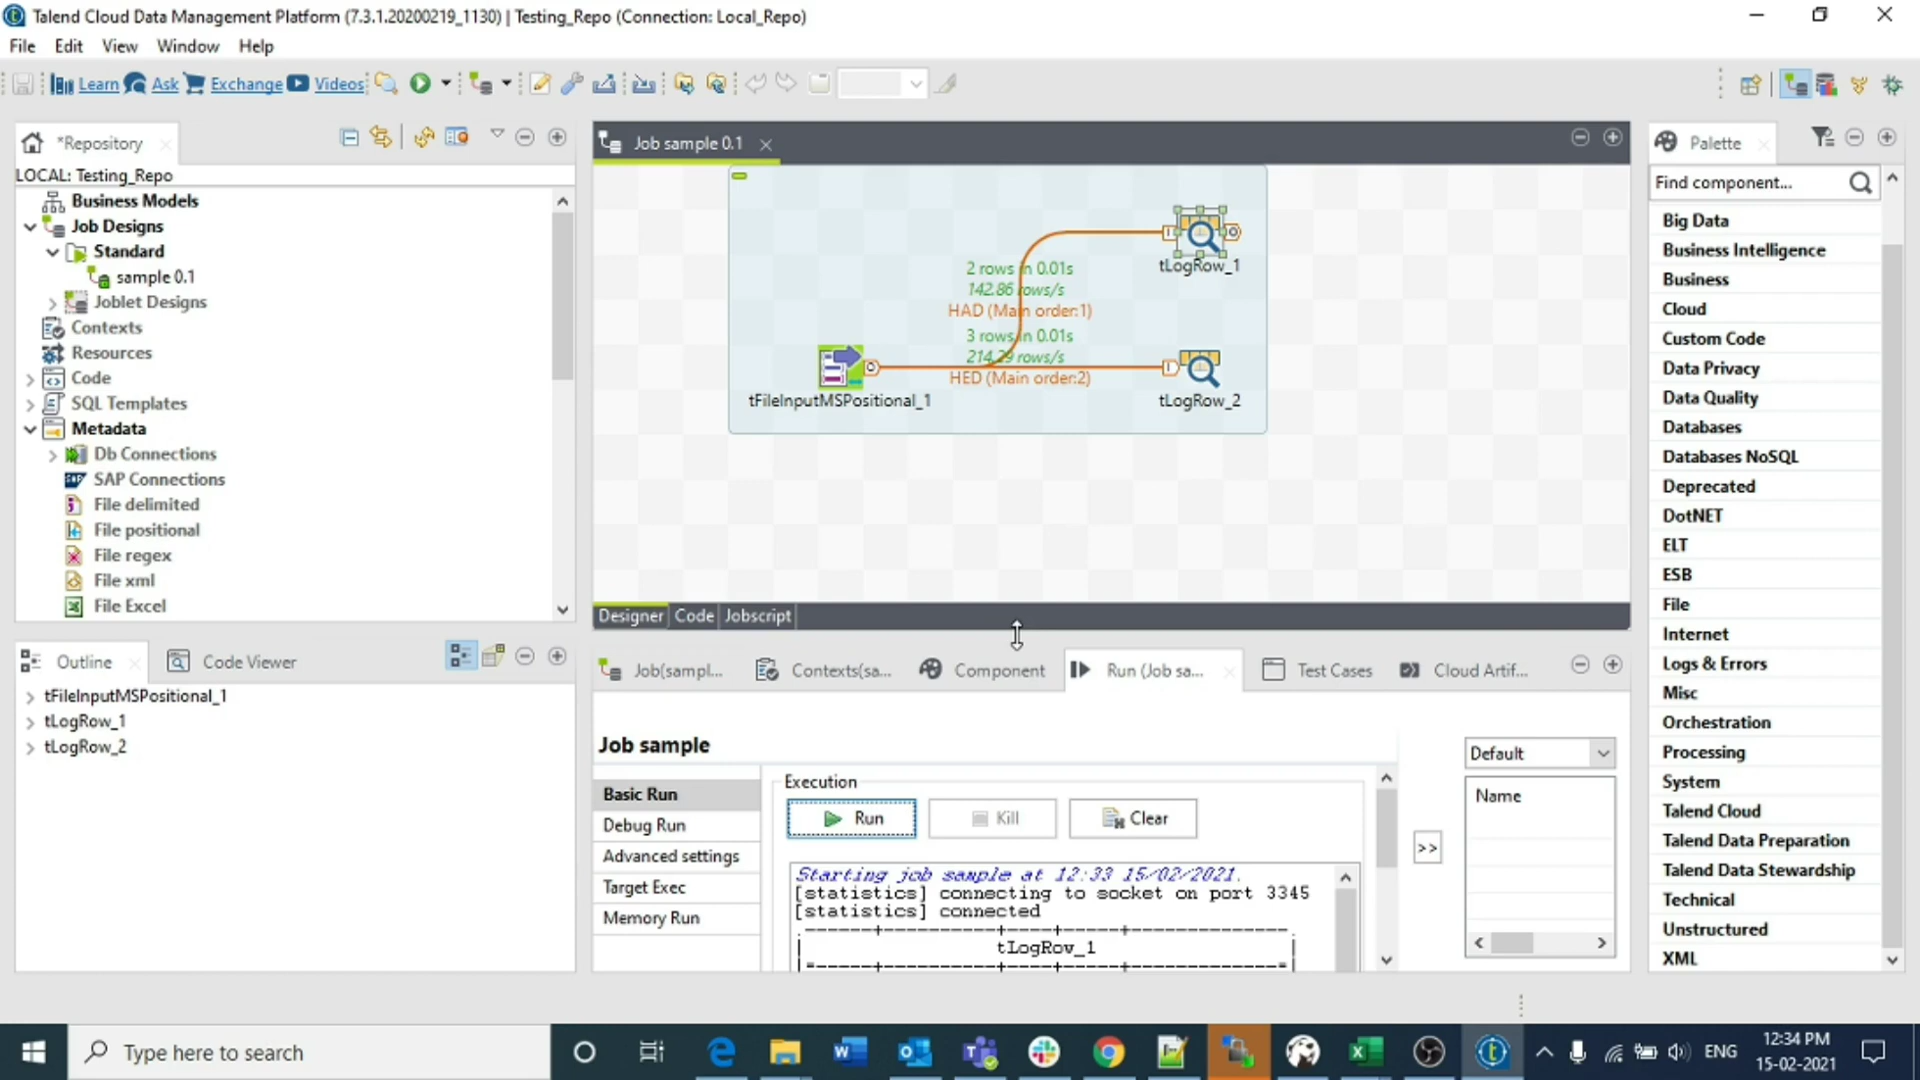 Talend Cloud Data Management Platform (7.3.1.20200219_1130) | Testing_Repo (Connection: Local_Repo)
File Edit View Window Help
Learn Ask Exchange Videos
*Repository
LOCAL: Testing_Repo
Business Models
Job Designs
Standard
sample 0.1
Joblet Designs
Contexts
Resources
Code
SQL Templates
Metadata
Db Connections
SAP Connections
File delimited
File positional
File regex
File xml
File Excel
Outline Code Viewer
tFileInputMSPositional_1
tLogRow_1
tLogRow_2
Job sample 0.1
2 rows in 0.01s
142.86 rows/s
HAD (Main order:1)
3 rows in 0.01s
214.29 rows/s
HED (Main order:2)
tFileInputMSPositional_1
tLogRow_1
tLogRow_2
Designer Code Jobscript
Job(sampl... Contexts(sa... Component Run (Job sa... Test Cases Cloud Artif...
Job sample
Basic Run
Debug Run
Advanced settings
Target Exec
Memory Run
Execution
Run Kill Clear
Starting job sample at 12:33 15/02/2021.
[statistics] connecting to socket on port 3345
[statistics] connected
tLogRow_1
>>
Default
Name
Palette
Find component...
Big Data
Business Intelligence
Business
Cloud
Custom Code
Data Privacy
Data Quality
Databases
Databases NoSQL
Deprecated
DotNET
ELT
ESB
File
Internet
Logs & Errors
Misc
Orchestration
Processing
System
Talend Cloud
Talend Data Preparation
Talend Data Stewardship
Technical
Unstructured
XML
Type here to search
ENG
12:34 PM
15-02-2021